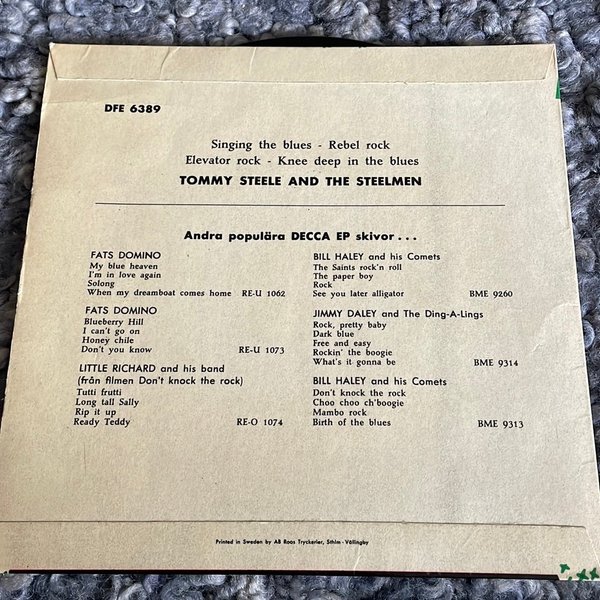 DFE 6389
Singing the blues - Rebel rock
Elevator rock - Knee deep in the blues
TOMMY STEELE AND THE STEELMEN
Andra populära DECCA EP skivor . . .
FATS DOMINO
My blue heaven
I'm in love again
Solong
When my dreamboat comes home RE-U 1062
FATS DOMINO
Blueberry Hill
I can't go on
Honey chile
Don't you know RE-U 1073
LITTLE RICHARD and his band
(från filmen Don't knock the rock)
Tutti frutti
Long tall Sally
Rip it up
Ready Teddy RE-O 1074
BILL HALEY and his Comets
The Saints rock'n roll
The paper boy
Rock
See you later alligator BME 9260
JIMMY DALEY and The Ding-A-Lings
Rock, pretty baby
Dark blue
Free and easy
Rockin' the boogie
What's it gonna be BME 9314
BILL HALEY and his Comets
Don't knock the rock
Choo choo ch'boogie
Mambo rock
Birth of the blues BME 9313
Printed in Sweden by AB Roos Tryckerier, Sthlm - Vällingby